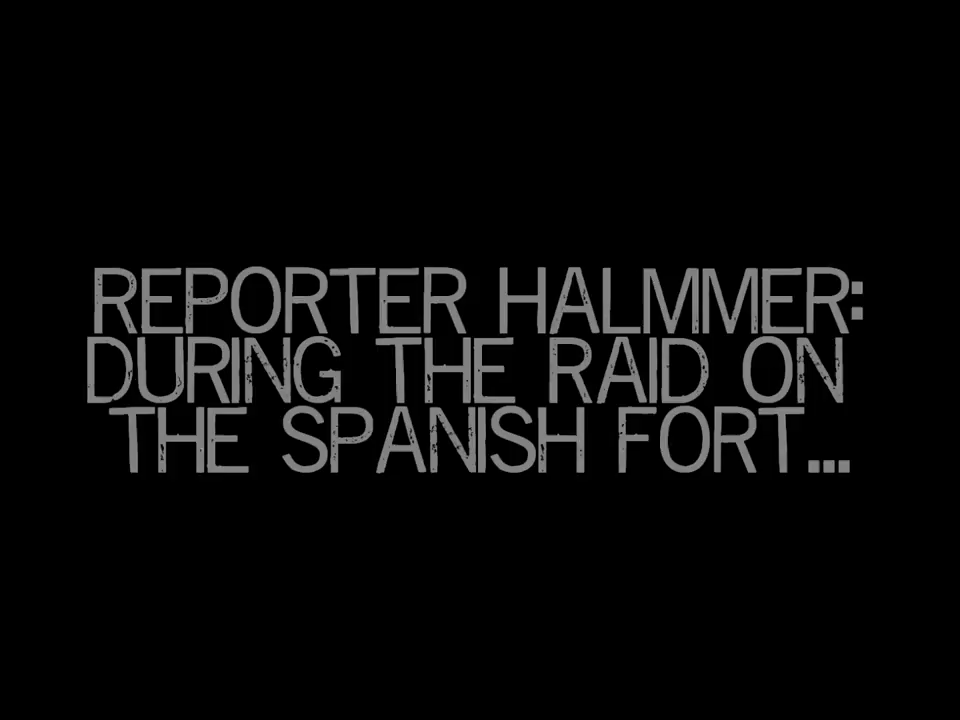 REPORTER HALMMER:
DURING THE RAID ON
THE SPANISH FORT...